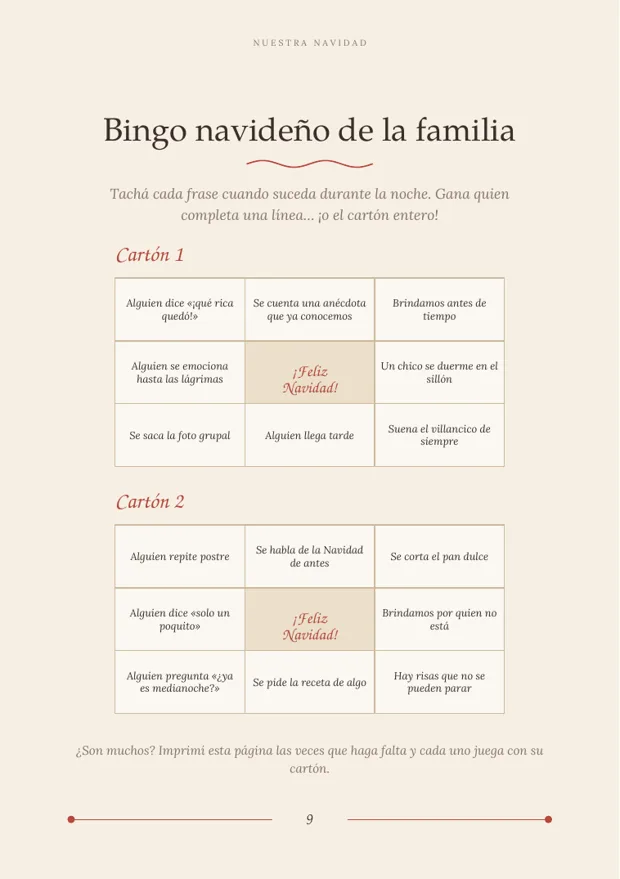 NUESTRA NAVIDAD
Bingo navideño de la familia
Tachá cada frase cuando suceda durante la noche. Gana quien
completa una línea... ¡o el cartón entero!
Cartón 1
Alguien dice «¡qué rica
quedó!»
Se cuenta una anécdota
que ya conocemos
Brindamos antes de
tiempo
Alguien se emociona
hasta las lágrimas
¡Feliz
Navidad!
Un chico se duerme en el
sillón
Se saca la foto grupal
Alguien llega tarde
Suena el villancico de
siempre
Cartón 2
Alguien repite postre
Se habla de la Navidad
de antes
Se corta el pan dulce
Alguien dice «solo un
poquito»
¡Feliz
Navidad!
Brindamos por quien no
está
Alguien pregunta «¿ya
es medianoche?»
Se pide la receta de algo
Hay risas que no se
pueden parar
¿Son muchos? Imprimí esta página las veces que haga falta y cada uno juega con su
cartón.
9